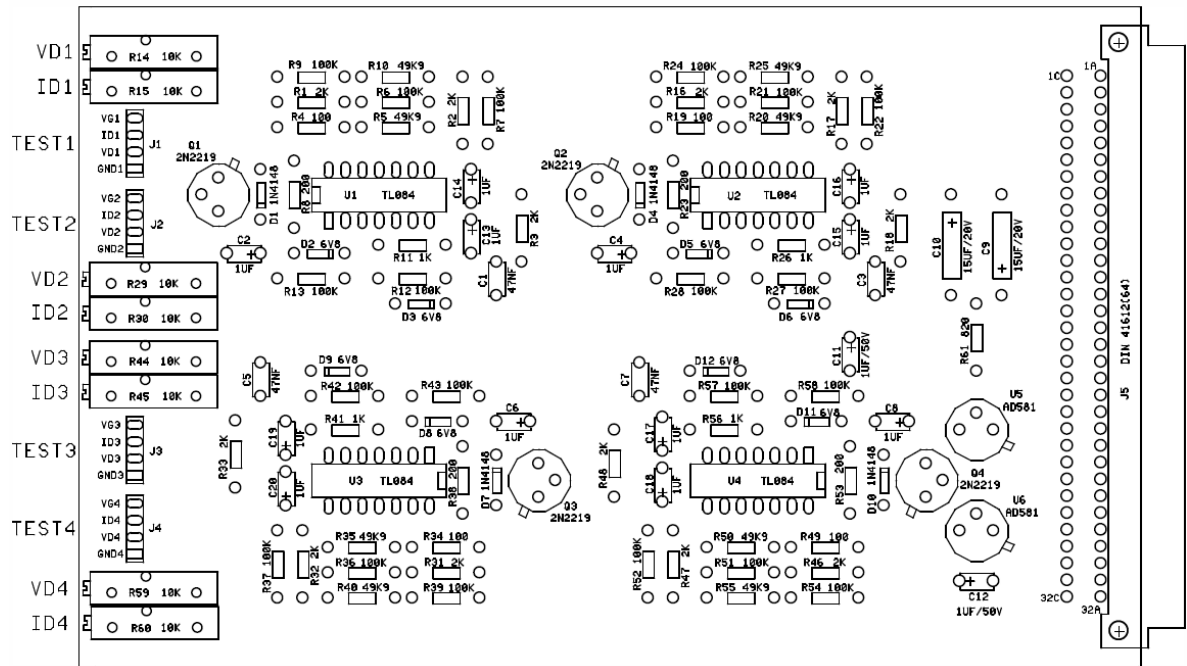 VD1
R14 10K
ID1
R15 10K
TEST1
VG1
ID1
VD1
GND1
J1
TEST2
VG2
ID2
VD2
GND2
J2
VD2
R29 10K
ID2
R30 10K
VD3
R44 10K
ID3
R45 10K
TEST3
VG3
ID3
VD3
GND3
J3
TEST4
VG4
ID4
VD4
GND4
J4
VD4
R59 10K
ID4
R60 10K
R9 100K
R10 49K9
R1 2K
R6 100K
R4 100
R5 49K9
R2 2K
R7 100K
Q1
2N2219
D1 1N4148
R8 200
U1 TL084
C14
1UF
C13
1UF
R3 2K
C2
1UF
D2 6V8
R11 1K
R13 100K
R12 100K
D3 6V8
C1
47NF
R24 100K
R25 49K9
R16 2K
R21 100K
R19 100
R20 49K9
R17 2K
R22 100K
Q2
2N2219
D4 1N4148
R23 200
U2 TL084
C16
1UF
C15
1UF
R18 2K
C4
1UF
D5 6V8
R26 1K
R28 100K
R27 100K
D6 6V8
C3
47NF
C10
15UF/20V
C9
15UF/20V
R61 820
C11
1UF/50V
C5
47NF
D9 6V8
R42 100K
R43 100K
R41 1K
D8 6V8
C6
1UF
R33 2K
C19
1UF
C20
1UF
U3 TL084
R38 200
D7 1N4148
Q3
2N2219
R37 100K
R32 2K
R35 49K9
R34 100
R36 100K
R31 2K
R40 49K9
R39 100K
C7
47NF
D12 6V8
R57 100K
R58 100K
R56 1K
D11 6V8
C8
1UF
R48 2K
C17
1UF
C18
1UF
U4 TL084
R53 200
D10 1N4148
Q4
2N2219
U5
AD581
U6
AD581
R52 100K
R47 2K
R50 49K9
R49 100
R51 100K
R46 2K
R55 49K9
R54 100K
C12
1UF/50V
1C
1A
32C
32A
DIN 41612(64)
J5